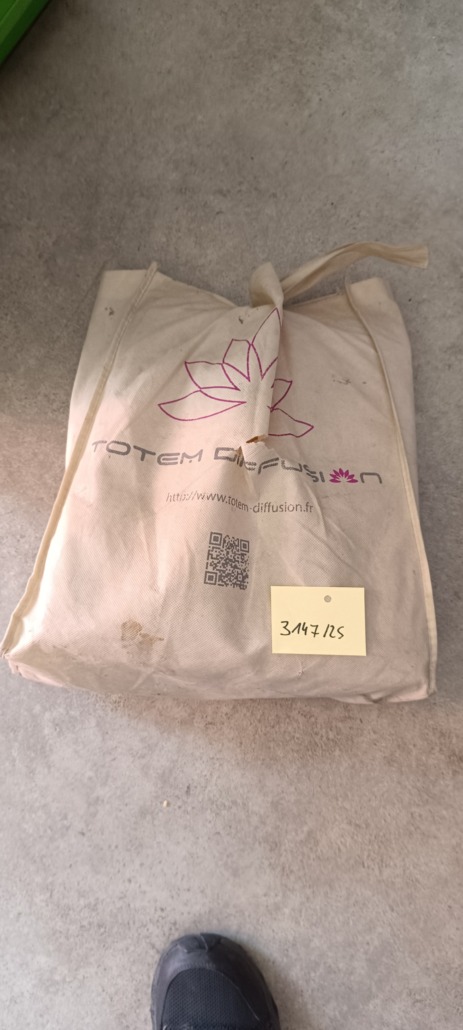 TOTEM DIFFUSION
http://www.totem-diffusion.fr
3147/25